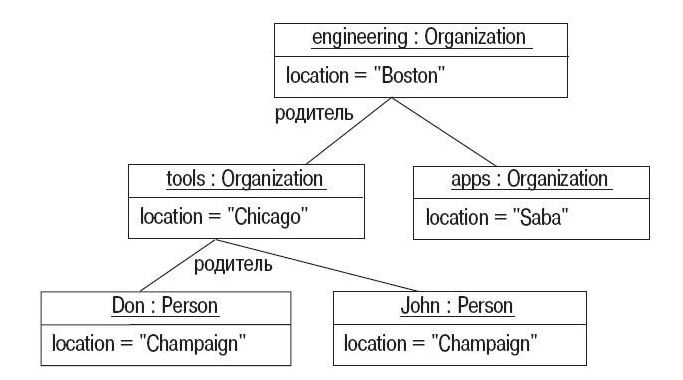 engineering : Organization
location = "Boston"
родитель
tools : Organization
location = "Chicago"
apps : Organization
location = "Saba"
родитель
Don : Person
location = "Champaign"
John : Person
location = "Champaign"